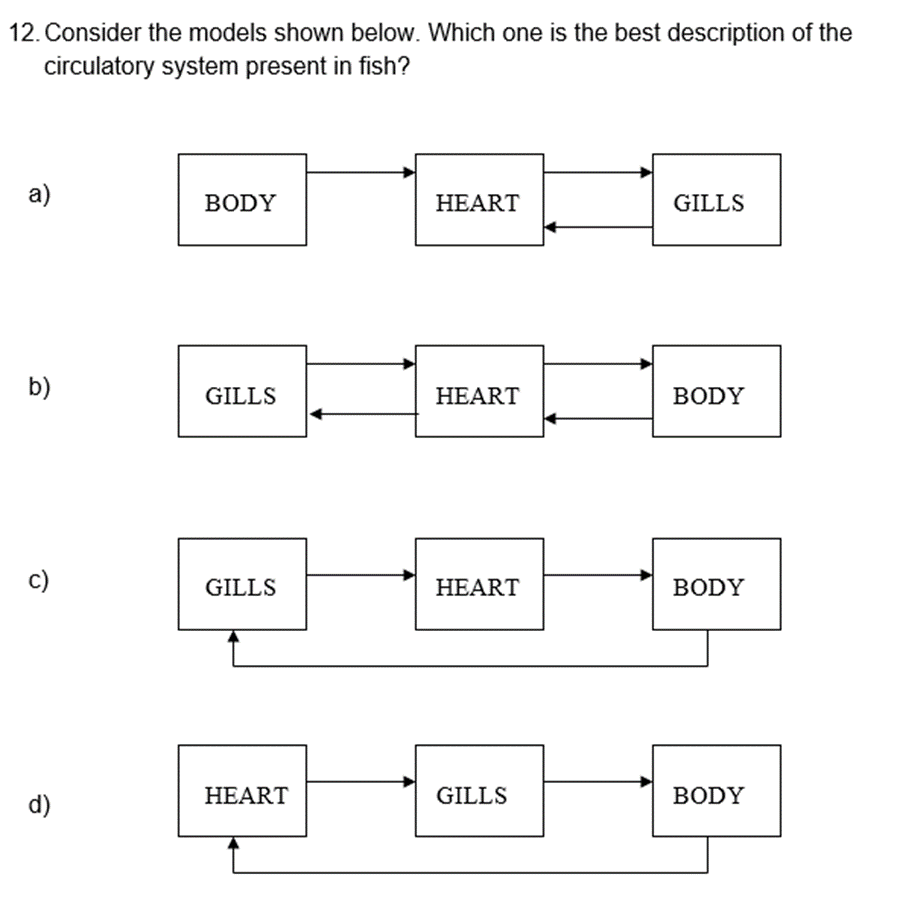 12. Consider the models shown below. Which one is the best description of the
circulatory system present in fish?
a)
BODY
HEART
GILLS
b)
GILLS
HEART
BODY
c)
GILLS
HEART
BODY
d)
HEART
GILLS
BODY